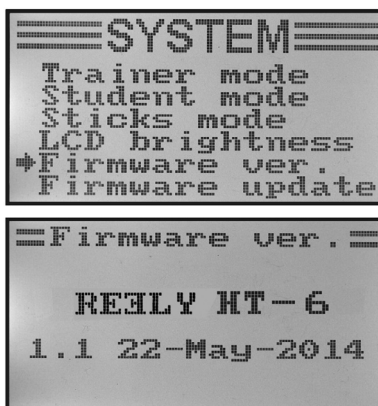 SYSTEM
Trainer mode
Student mode
Sticks mode
LCD brightness
Firmware ver.
Firmware update
Firmware ver.
REELY HT-6
1.1 22-May-2014